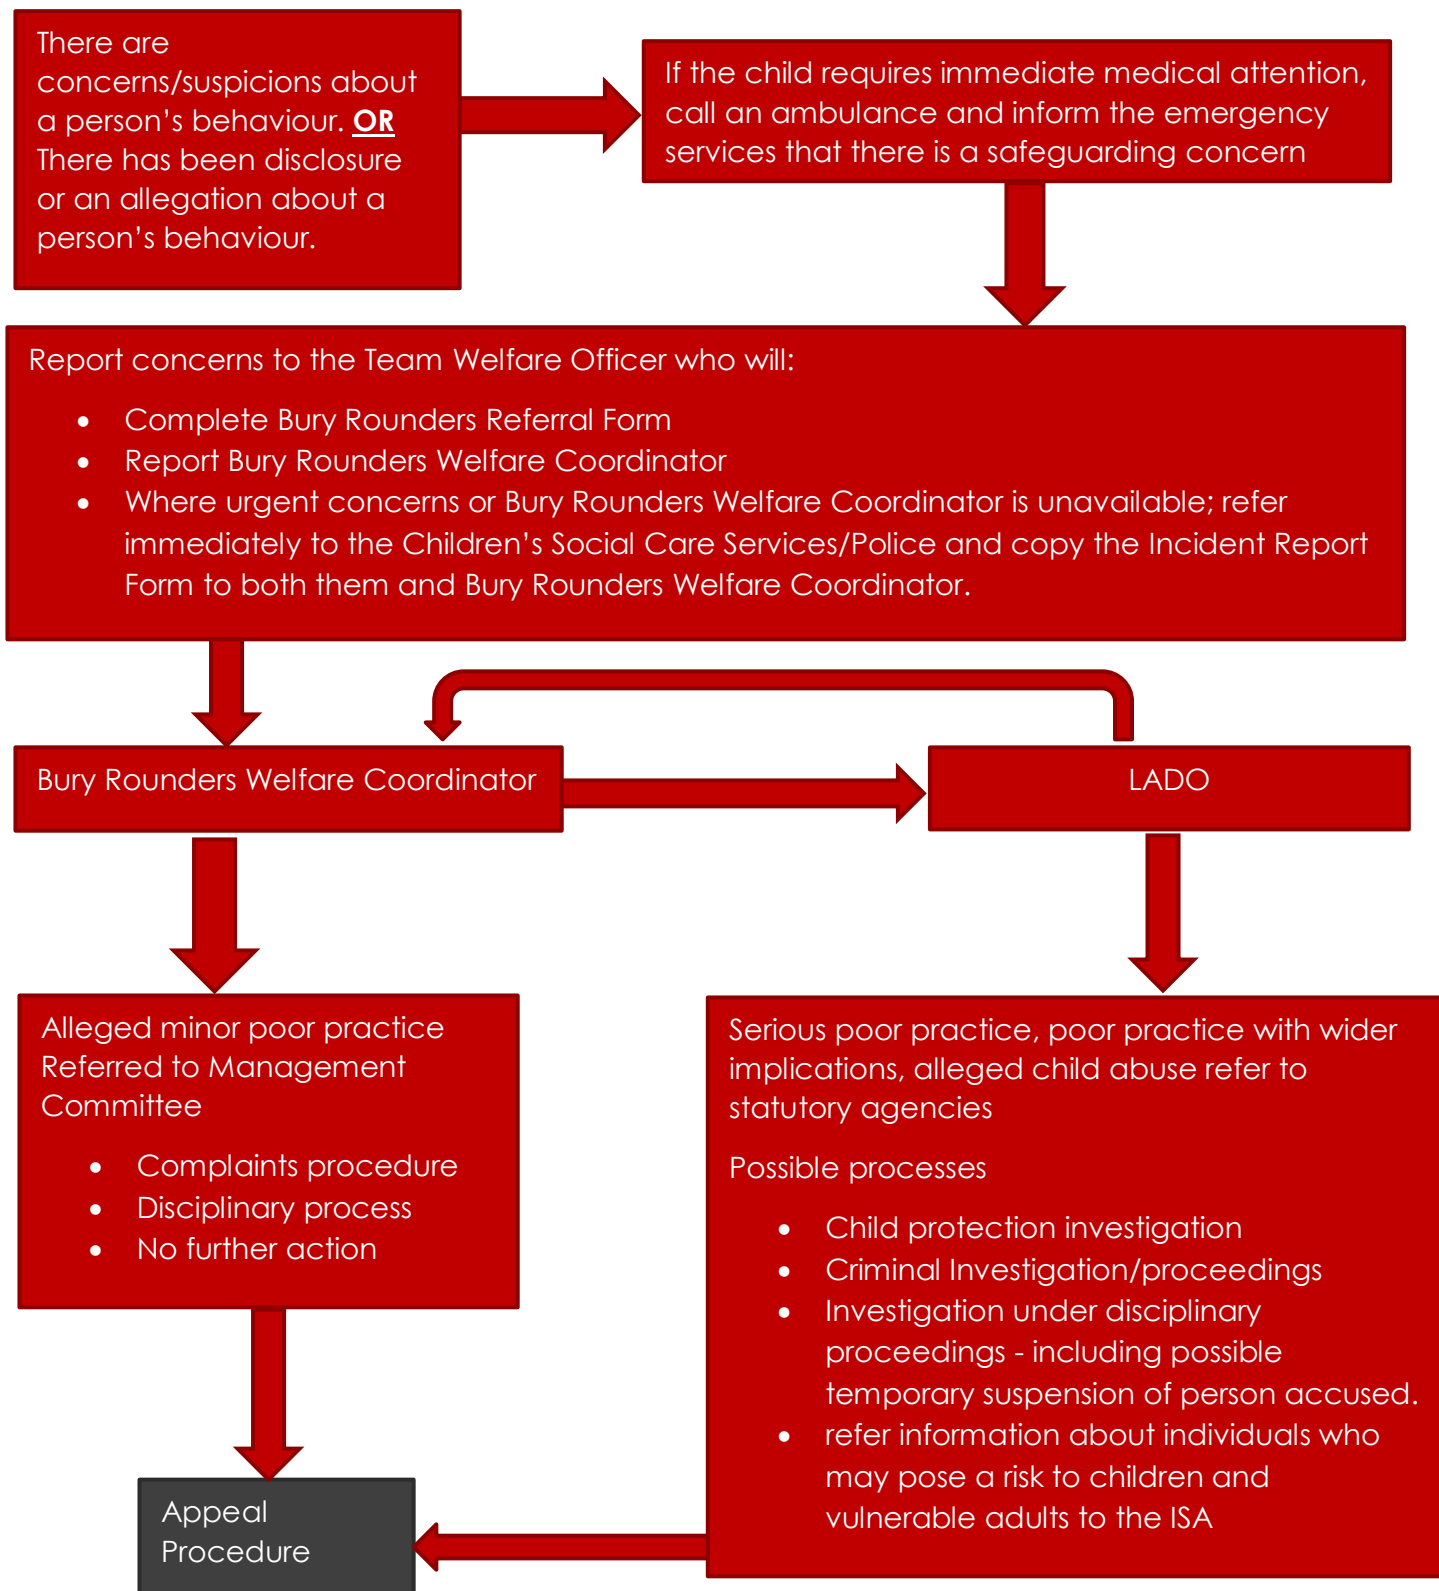 There are
concerns/suspicions about
a person’s behaviour. OR
There has been disclosure
or an allegation about a
person’s behaviour.
If the child requires immediate medical attention,
call an ambulance and inform the emergency
services that there is a safeguarding concern
Report concerns to the Team Welfare Officer who will:
• Complete Bury Rounders Referral Form
• Report Bury Rounders Welfare Coordinator
• Where urgent concerns or Bury Rounders Welfare Coordinator is unavailable; refer
immediately to the Children’s Social Care Services/Police and copy the Incident Report
Form to both them and Bury Rounders Welfare Coordinator.
Bury Rounders Welfare Coordinator
LADO
Alleged minor poor practice
Referred to Management
Committee
• Complaints procedure
• Disciplinary process
• No further action
Serious poor practice, poor practice with wider
implications, alleged child abuse refer to
statutory agencies
Possible processes
• Child protection investigation
• Criminal Investigation/proceedings
• Investigation under disciplinary
proceedings - including possible
temporary suspension of person accused.
• refer information about individuals who
may pose a risk to children and
vulnerable adults to the ISA
Appeal
Procedure